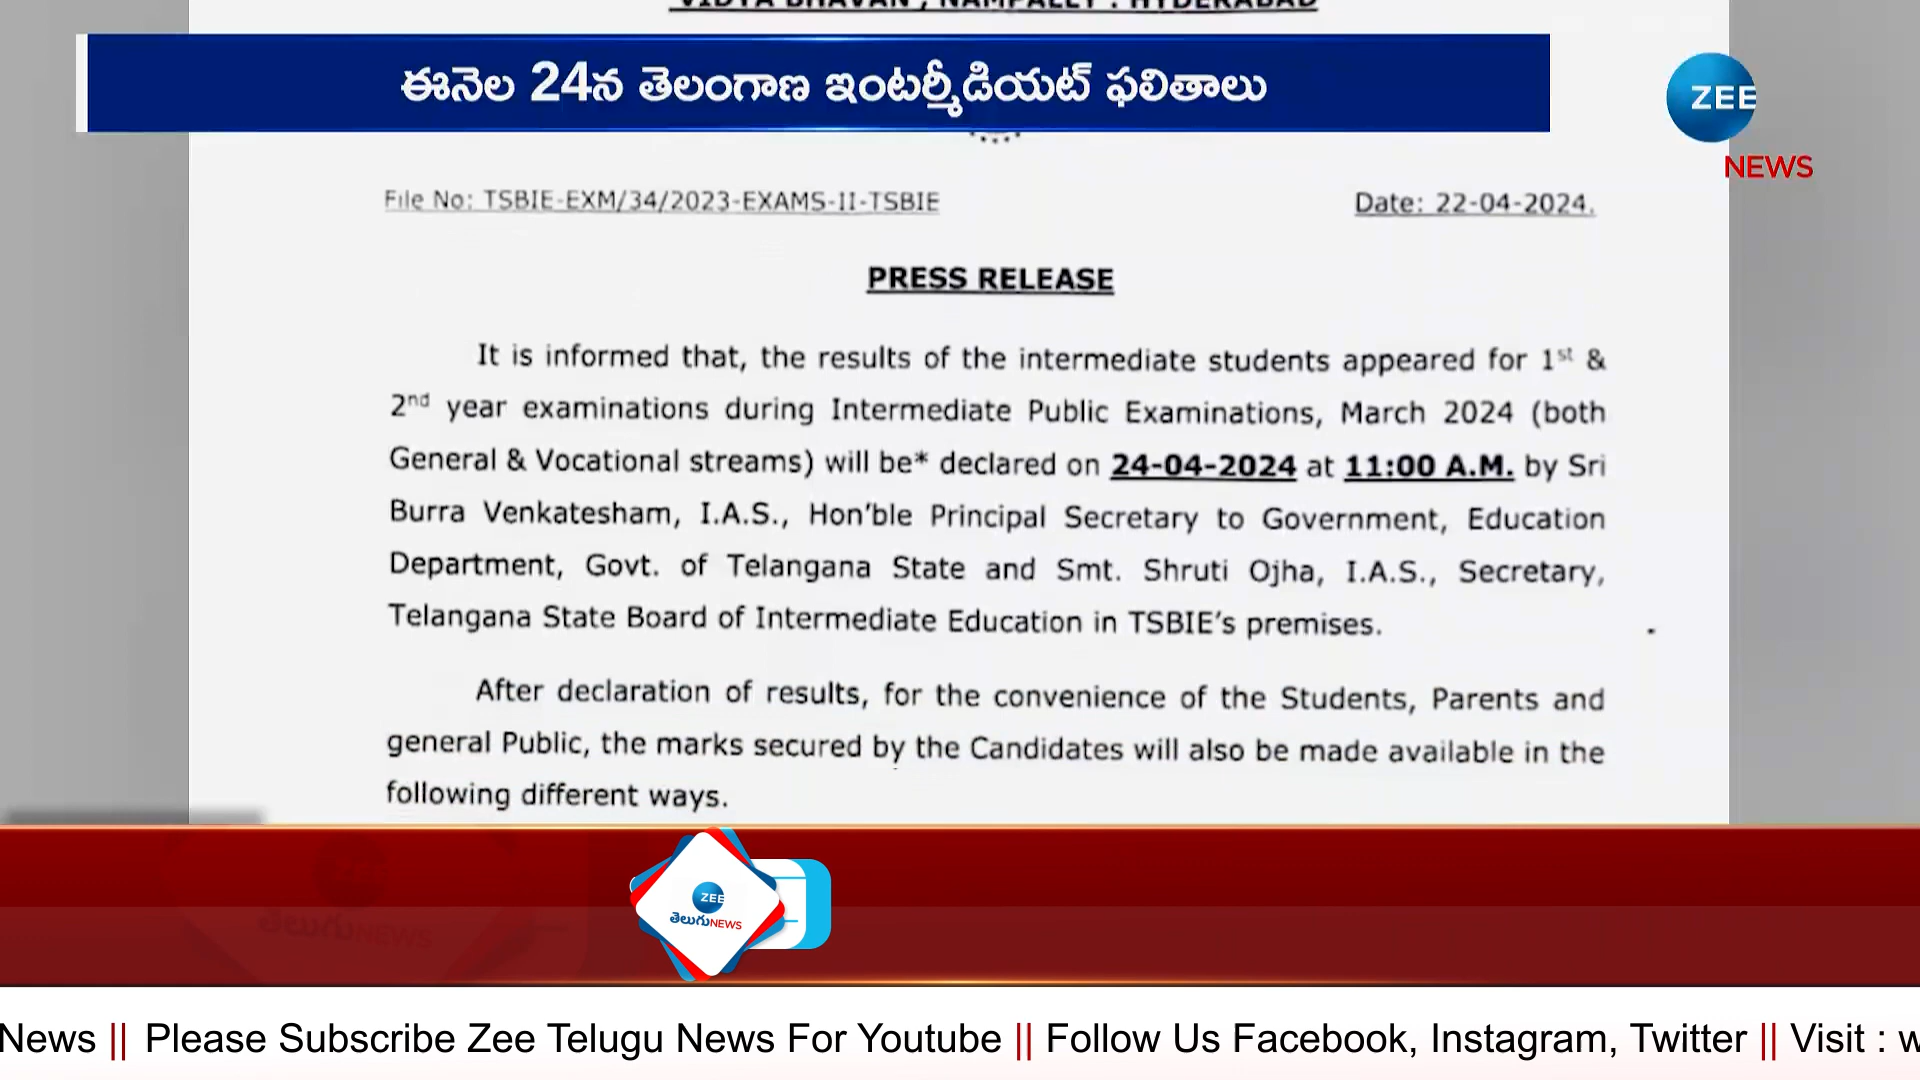 VIDYA BHAVAN , NAMPALLY : HYDERABAD
ఈనెల 24న తెలంగాణ ఇంటర్మీడియట్ ఫలితాలు
ZEE
NEWS
File No: TSBIE-EXM/34/2023-EXAMS-II-TSBIE
Date: 22-04-2024.
PRESS RELEASE
It is informed that, the results of the intermediate students appeared for 1st &
2nd year examinations during Intermediate Public Examinations, March 2024 (both
General & Vocational streams) will be* declared on 24-04-2024 at 11:00 A.M. by Sri
Burra Venkatesham, I.A.S., Hon’ble Principal Secretary to Government, Education
Department, Govt. of Telangana State and Smt. Shruti Ojha, I.A.S., Secretary,
Telangana State Board of Intermediate Education in TSBIE’s premises.
After declaration of results, for the convenience of the Students, Parents and
general Public, the marks secured by the Candidates will also be made available in the
following different ways.
ZEE
తెలుగు NEWS
ZEE
తెలుగు NEWS
News || Please Subscribe Zee Telugu News For Youtube || Follow Us Facebook, Instagram, Twitter || Visit : w